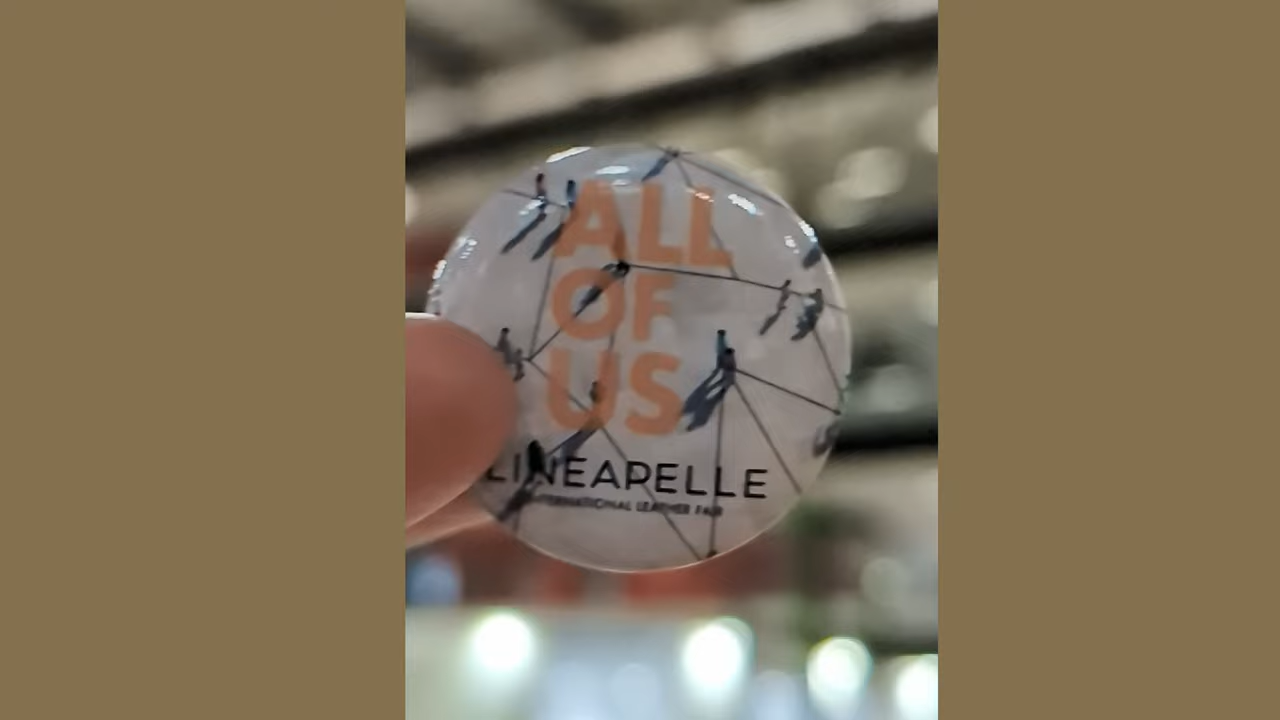 ALL
OF
US
LINEAPELLE
INTERNATIONAL LEATHER FAIR